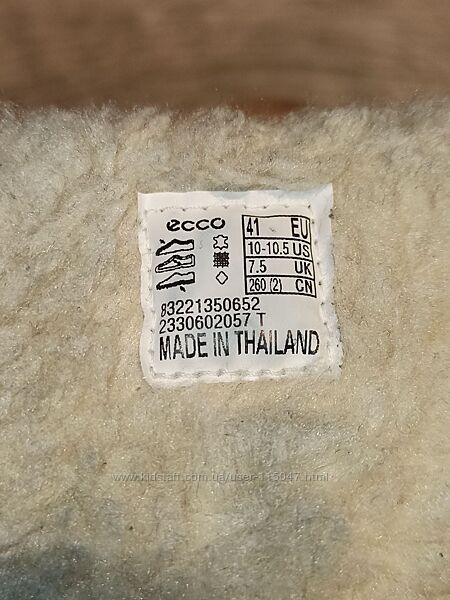 ecco
41 EU
10-10.5 US
7.5 UK
260 (2) CN
83221350652
2330602057 T
MADE IN THAILAND
www.kidstaff.com.ua/user-115047.html